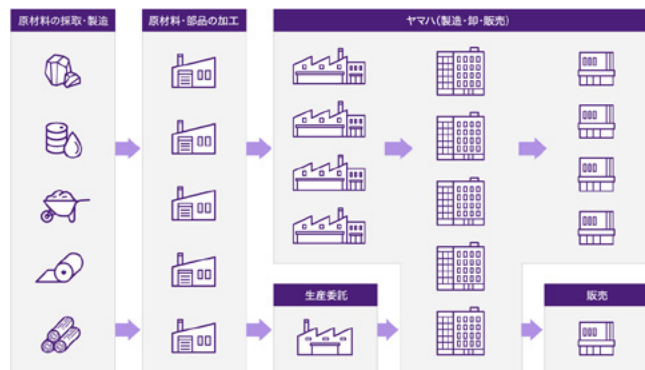 原材料の採取・製造
原材料・部品の加工
ヤマハ(製造・卸・販売)
生産委託
販売